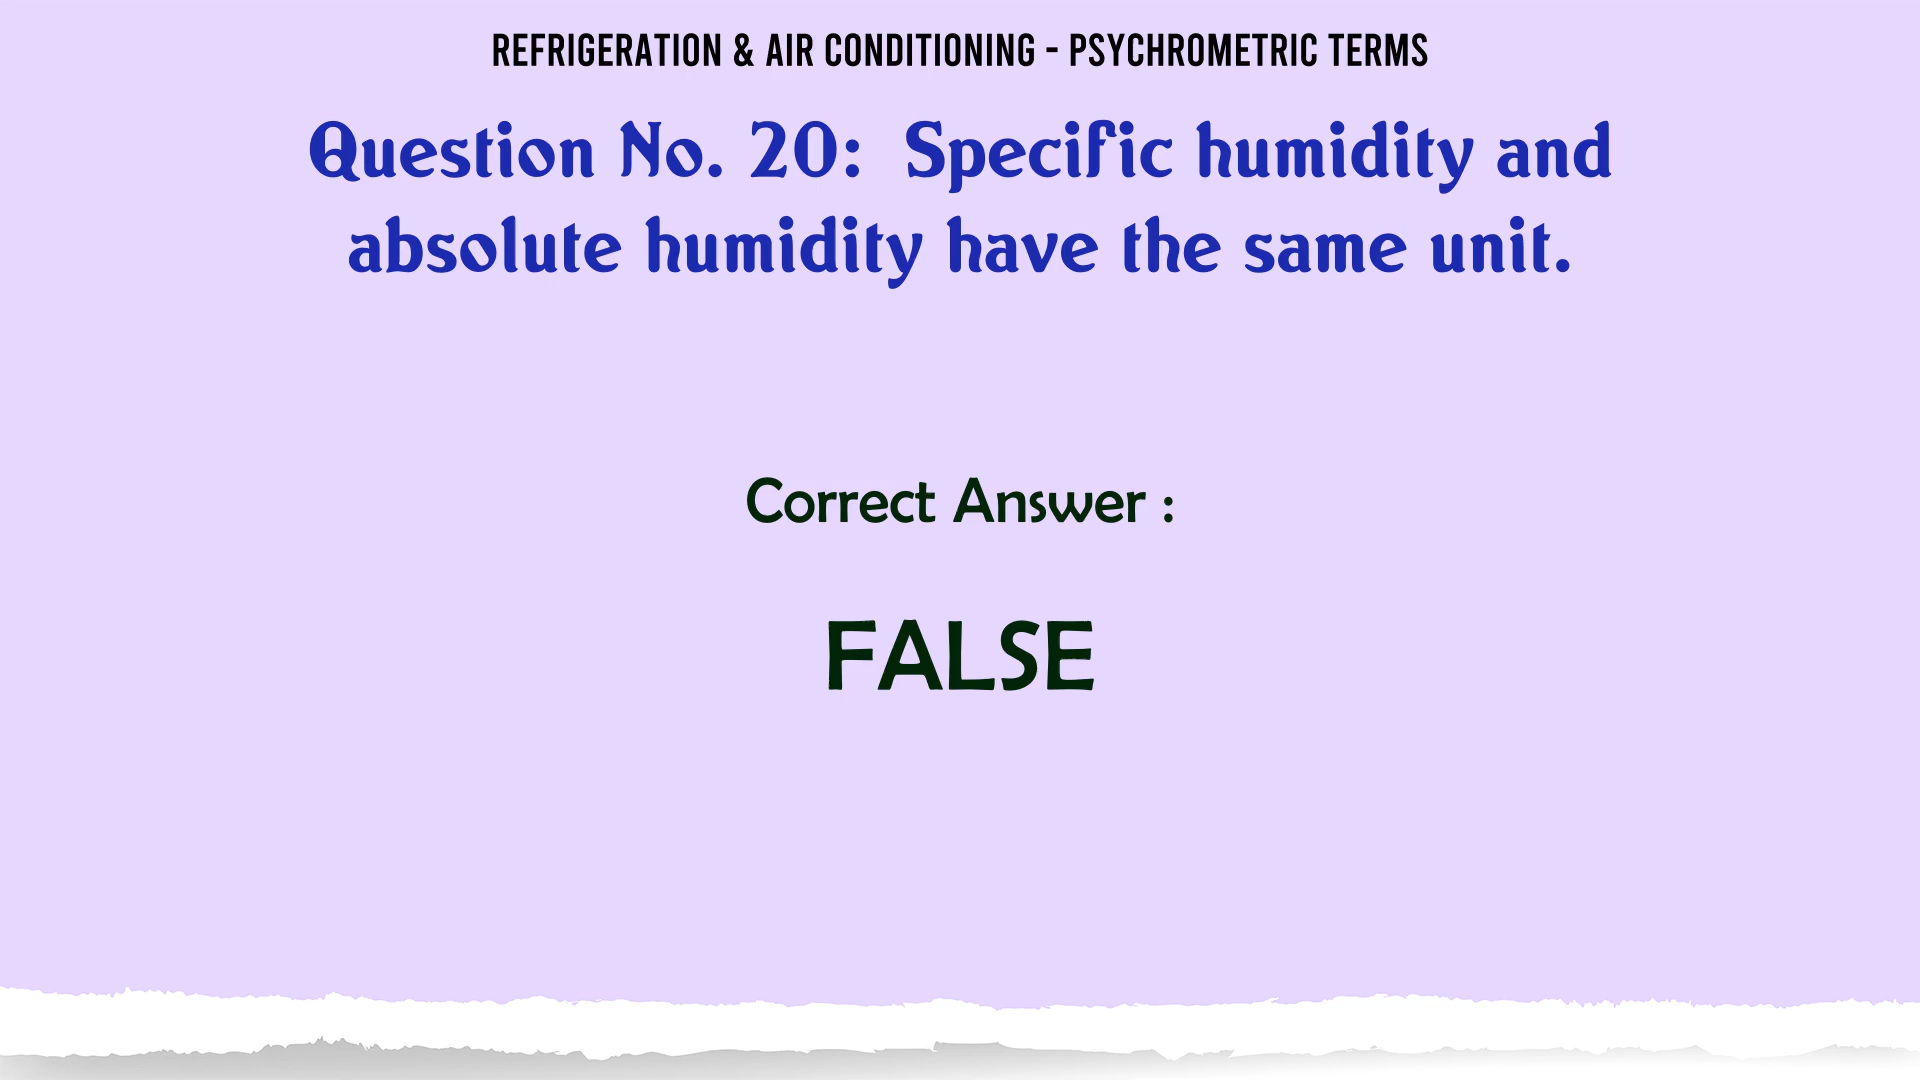 REFRIGERATION & AIR CONDITIONING - PSYCHROMETRIC TERMS
Question No. 20: Specific humidity and
absolute humidity have the same unit.
Correct Answer :
FALSE